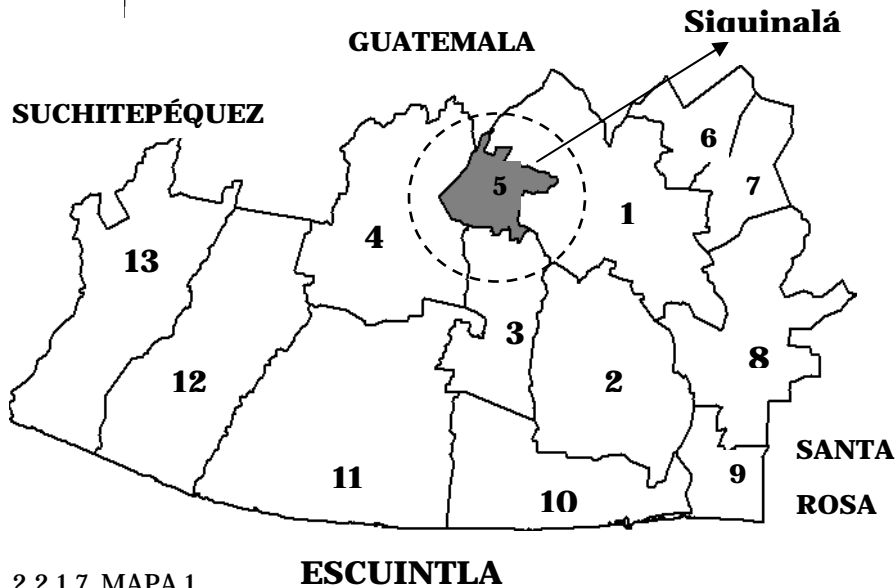 Siquinalá
GUATEMALA
SUCHITEPÉQUEZ
6
5
7
1
4
13
3
8
12
2
SANTA
9
11
10
ROSA
ESCUINTLA
2.2.1.7 MAPA 1